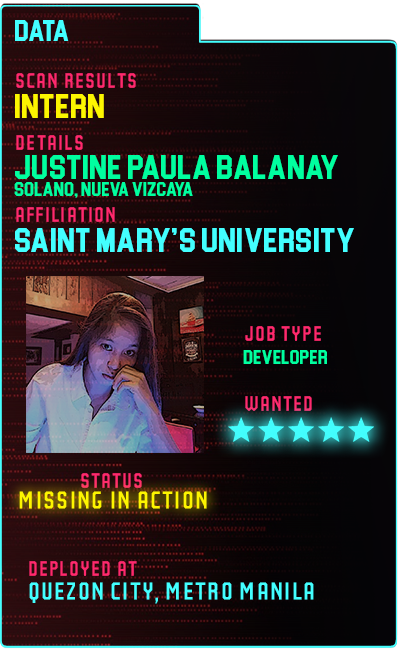 DATA
SCAN RESULTS
INTERN
DETAILS
JUSTINE PAULA BALANAY
SOLANO, NUEVA VIZCAYA
AFFILIATION
SAINT MARY'S UNIVERSITY
JOB TYPE
DEVELOPER
WANTED
STATUS
MISSING IN ACTION
DEPLOYED AT
QUEZON CITY, METRO MANILA